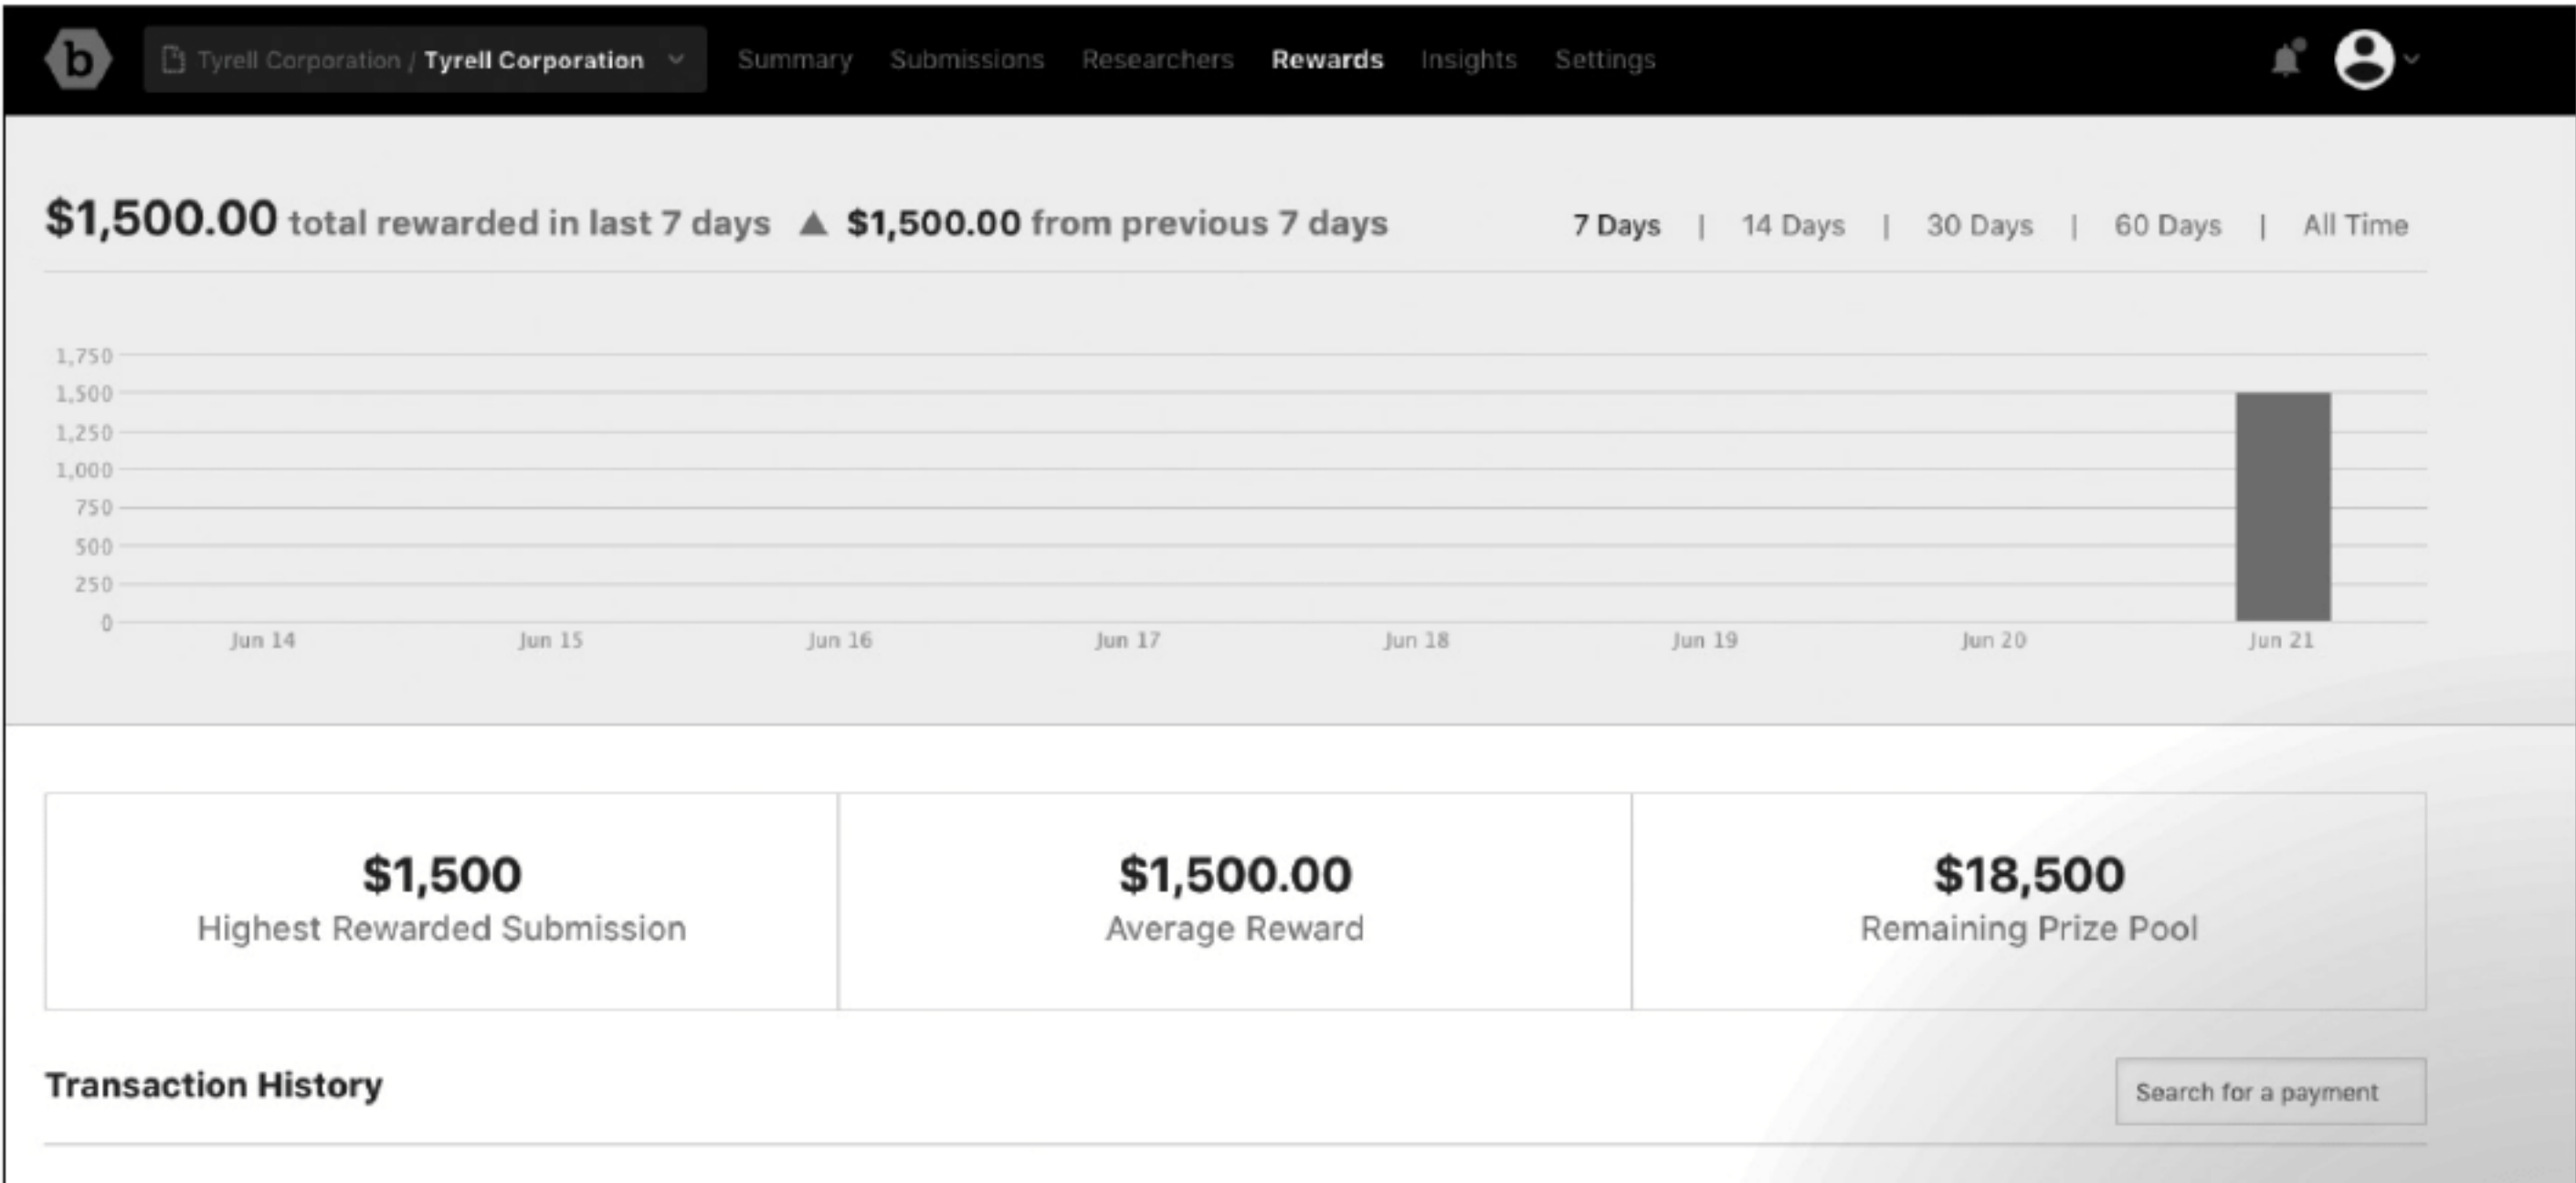 b Tyrell Corporation / Tyrell Corporation Summary Submissions Researchers Rewards Insights Settings
$1,500.00 total rewarded in last 7 days ▲ $1,500.00 from previous 7 days 7 Days | 14 Days | 30 Days | 60 Days | All Time
1,750
1,500
1,250
1,000
750
500
250
0
Jun 14 Jun 15 Jun 16 Jun 17 Jun 18 Jun 19 Jun 20 Jun 21
$1,500 $1,500.00 $18,500
Highest Rewarded Submission Average Reward Remaining Prize Pool
Transaction History Search for a payment